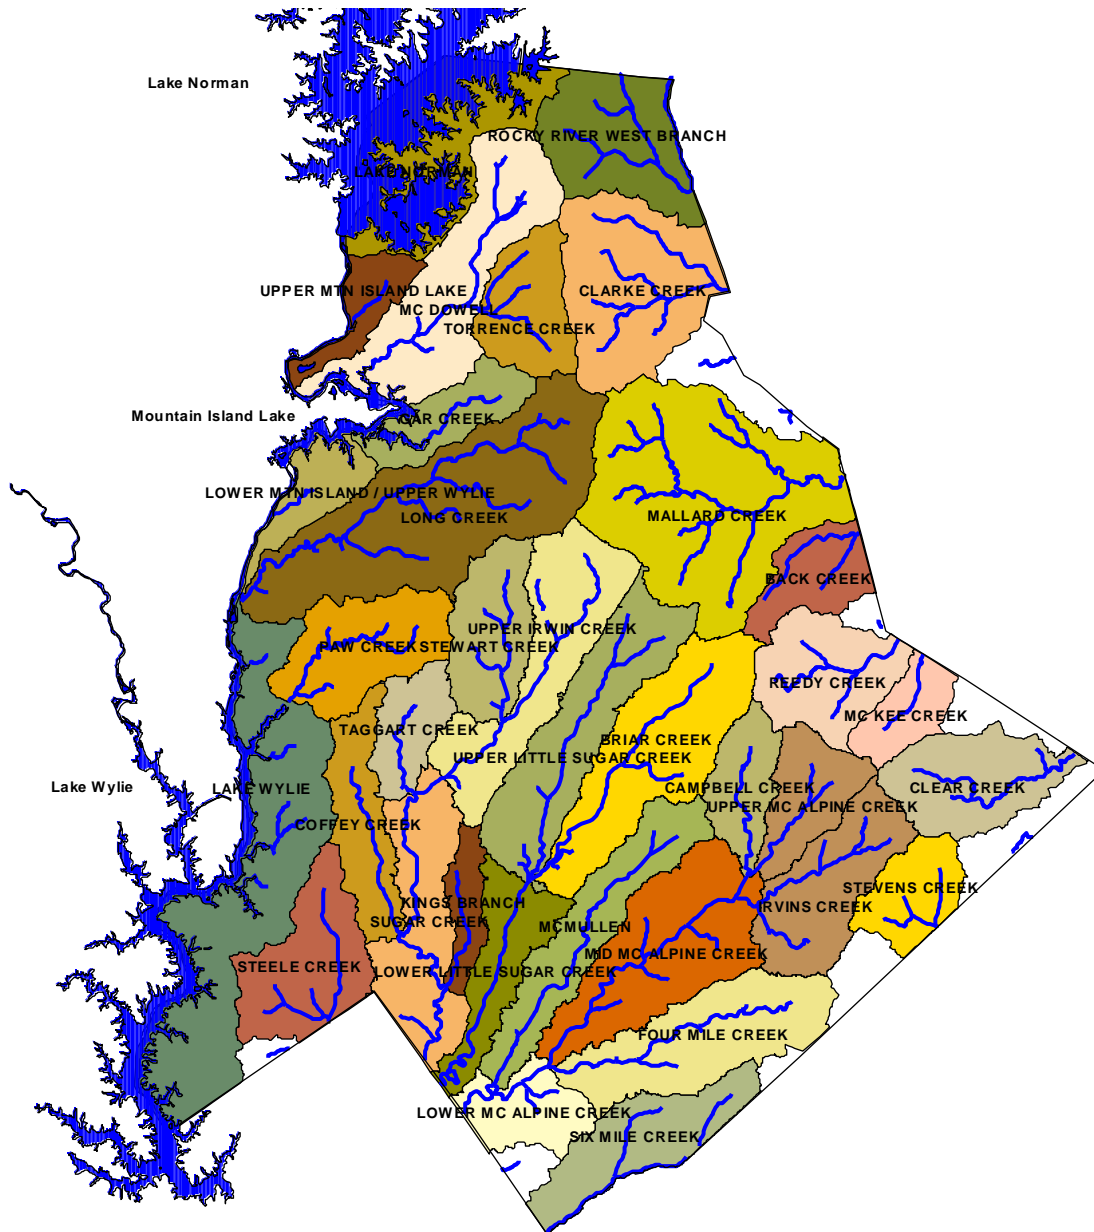 Lake Norman
ROCKY RIVER WEST BRANCH
LAKE NORMAN
UPPER MTN ISLAND LAKE
CLARKE CREEK
MC DOWELL
TORRENCE CREEK
Mountain Island Lake
GAR CREEK
LOWER MTN ISLAND / UPPER WYLIE
LONG CREEK
MALLARD CREEK
BACK CREEK
UPPER IRWIN CREEK
PAW CREEK
STEWART CREEK
REEDY CREEK
MC KEE CREEK
TAGGART CREEK
BRIAR CREEK
UPPER LITTLE SUGAR CREEK
Lake Wylie
LAKE WYLIE
CAMPBELL CREEK
CLEAR CREEK
UPPER MC ALPINE CREEK
COFFEY CREEK
STEVENS CREEK
KINGS BRANCH
IRVINS CREEK
SUGAR CREEK
MCMULLEN
MID MC ALPINE CREEK
STEELE CREEK
LOWER LITTLE SUGAR CREEK
FOUR MILE CREEK
LOWER MC ALPINE CREEK
SIX MILE CREEK